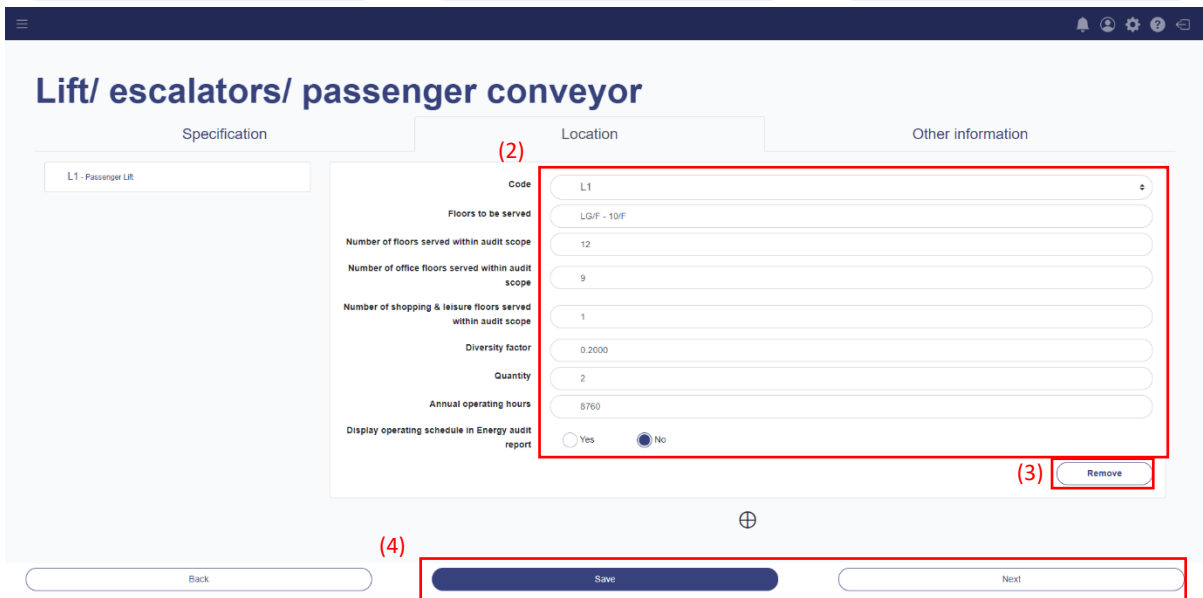 Lift/ escalators/ passenger conveyor
Specification
Location
Other information
(2)
L1 - Passenger Lift
Code
L1
Floors to be served
LG/F - 10/F
Number of floors served within audit scope
12
Number of office floors served within audit
scope
9
Number of shopping & leisure floors served
within audit scope
1
Diversity factor
0.2000
Quantity
2
Annual operating hours
8760
Display operating schedule in Energy audit
report
Yes
No
(3)
Remove
(4)
Back
Save
Next